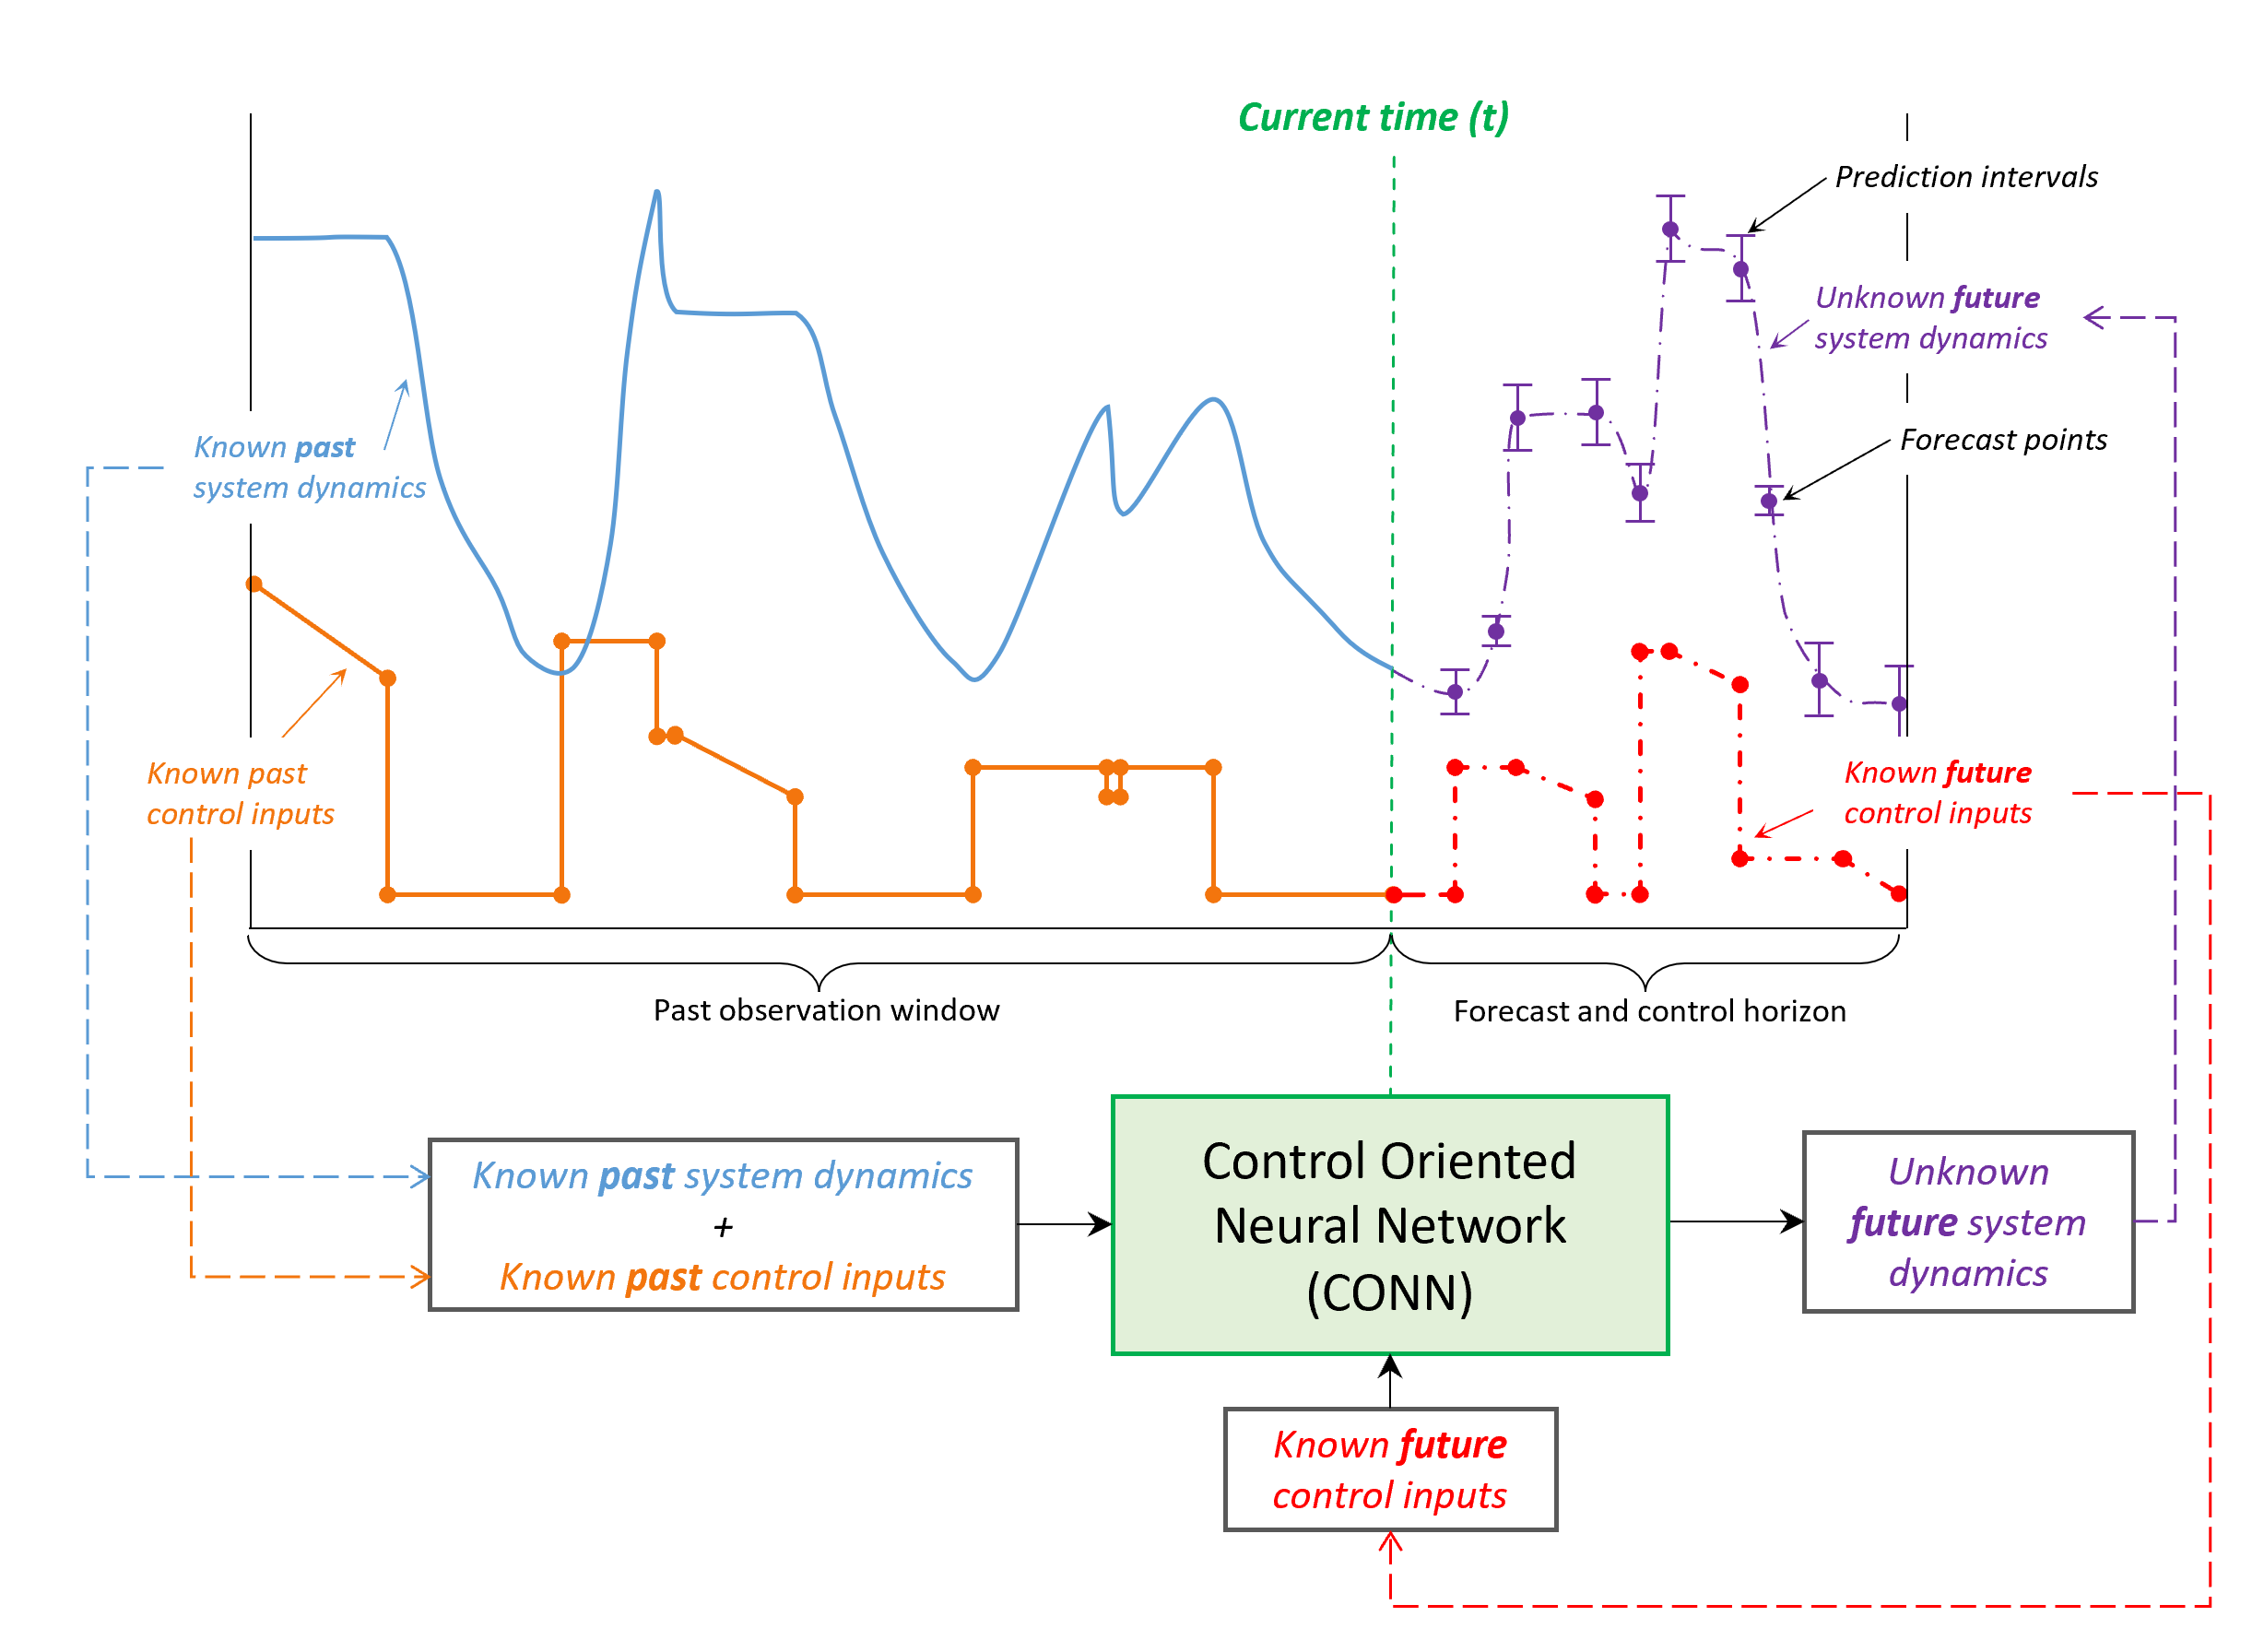 Current time (t)
Prediction intervals
Unknown future
system dynamics
Forecast points
Known past
system dynamics
Known past
control inputs
Known future
control inputs
Past observation window
Forecast and control horizon
Known past system dynamics
+
Known past control inputs
Control Oriented
Neural Network
(CONN)
Unknown
future system
dynamics
Known future
control inputs